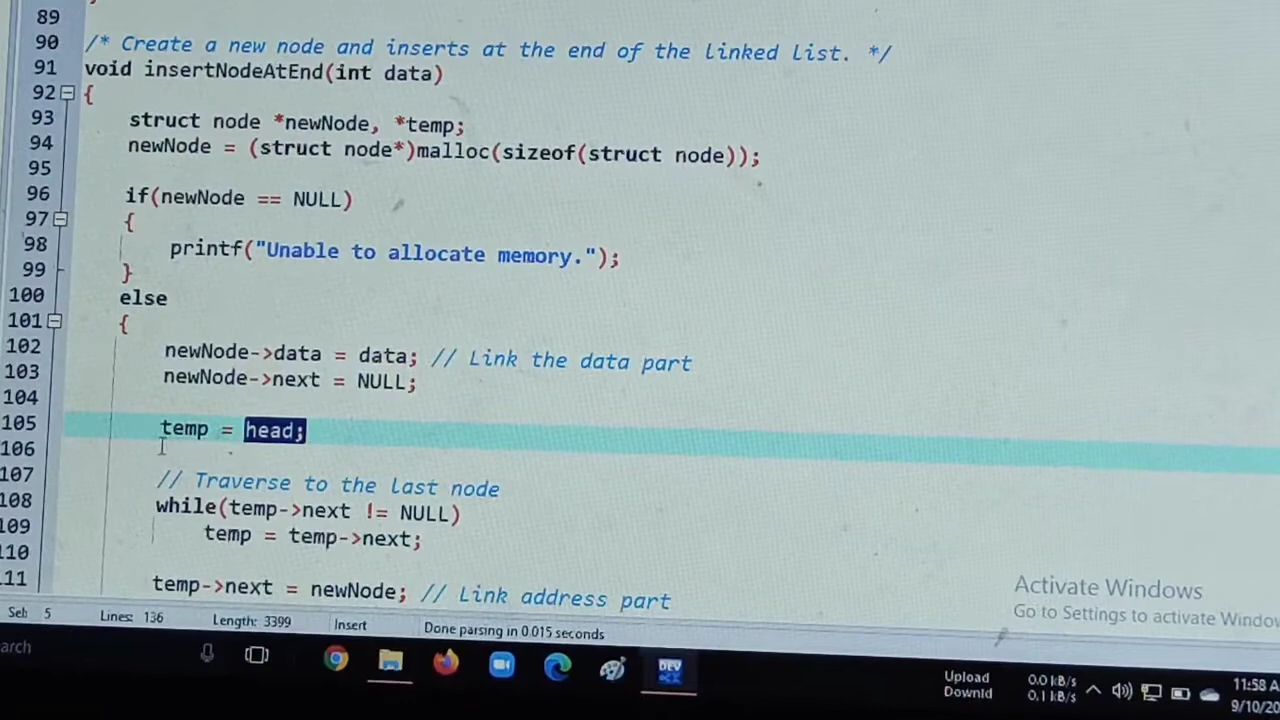 89
90 /* Create a new node and inserts at the end of the linked list. */
91 void insertNodeAtEnd(int data)
92 {
93 struct node *newNode, *temp;
94 newNode = (struct node*)malloc(sizeof(struct node));
95
96 if(newNode == NULL)
97 {
98 printf("Unable to allocate memory.");
99 }
100 else
101 {
102 newNode->data = data; // Link the data part
103 newNode->next = NULL;
104
105 temp = head;
106
107 // Traverse to the last node
108 while(temp->next != NULL)
109 temp = temp->next;
110
111 temp->next = newNode; // Link address part
Activate Windows
Go to Settings to activate Windo
Sel: 5 Lines: 136 Length: 3399 Insert Done parsing in 0.015 seconds
arch
DEV
Upload 0.0 kB/s
Downld 0.1 kB/s
11:58 A
9/10/20